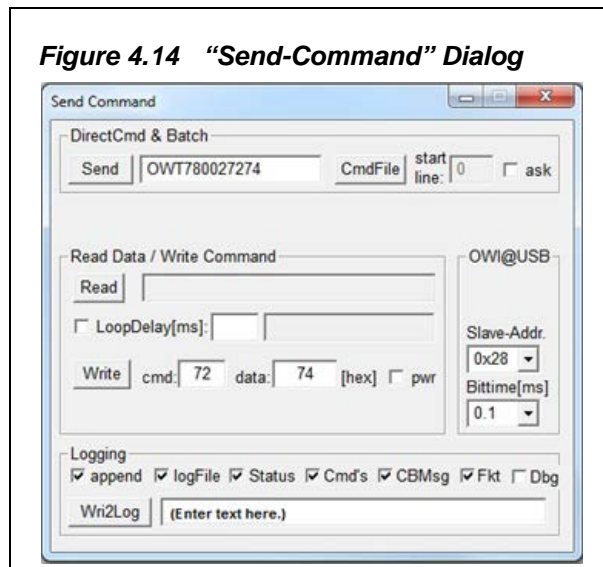 Figure 4.14 "Send-Command" Dialog
Send Command
DirectCmd & Batch
Send OWT780027274 CmdFile start line: 0 ask
Read Data / Write Command
OWI@USB
Read
LoopDelay[ms]:
Slave-Addr.
0x28
Write cmd: 72 data: 74 [hex] pwr
Bittime[ms]
0.1
Logging
append logFile Status Cmd's CBMsg Fkt Dbg
Wri2Log (Enter text here.)